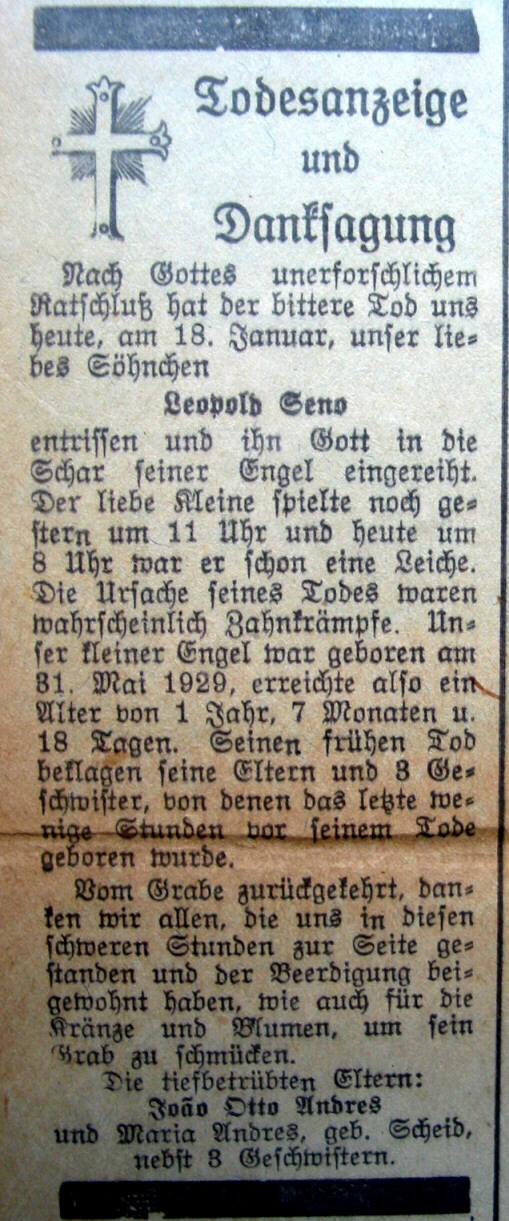 Todesanzeige
und
Danksagung
Nach Gottes unerforschlichem
Ratschluß hat der bittere Tod uns
heute, am 18. Januar, unser lie-
bes Söhnchen
Leopold Seno
entrissen und ihn Gott in die
Schar seiner Engel eingereiht.
Der liebe Kleine spielte noch ge-
stern um 11 Uhr und heute um
8 Uhr war er schon eine Leiche.
Die Ursache seines Todes waren
wahrscheinlich Zahnkrämpfe. Un-
ser kleiner Engel war geboren am
31. Mai 1929, erreichte also ein
Alter von 1 Jahr, 7 Monaten u.
18 Tagen. Seinen frühen Tod
beklagen seine Eltern und 3 Ge-
schwister, von denen das letzte we-
nige Stunden vor seinem Tode
geboren wurde.
Vom Grabe zurückgekehrt, dan-
ken wir allen, die uns in diesen
schweren Stunden zur Seite ge-
standen und der Beerdigung bei-
gewohnt haben, wie auch für die
Kränze und Blumen, um sein
Grab zu schmücken.
Die tiefbetrübten Eltern:
João Otto Andres
und Maria Andres, geb. Scheid,
nebst 3 Geschwistern.